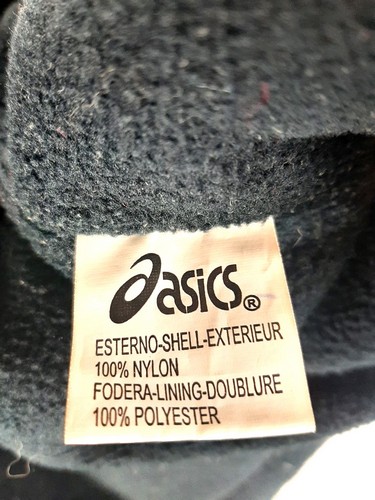 asics®
ESTERNO-SHELL-EXTERIEUR
100% NYLON
FODERA-LINING-DOUBLURE
100% POLYESTER